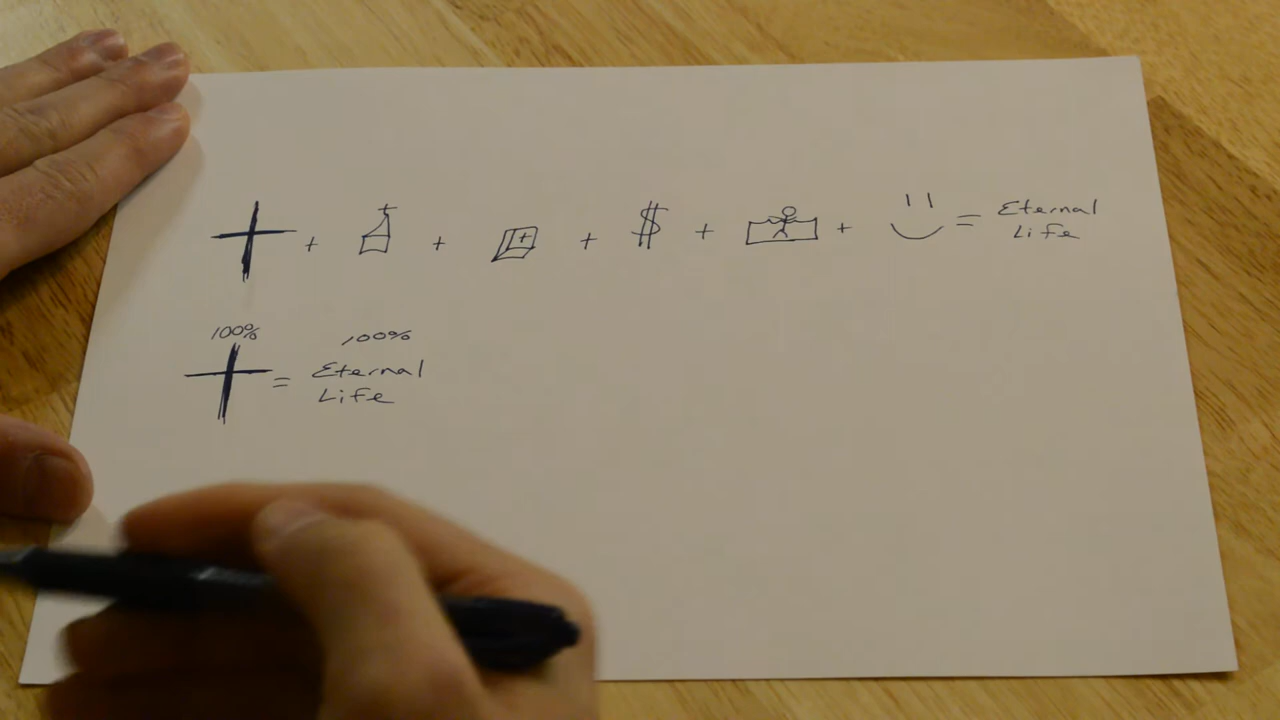 + + + $ + + = Eternal
Life
100% 100%
= Eternal
Life